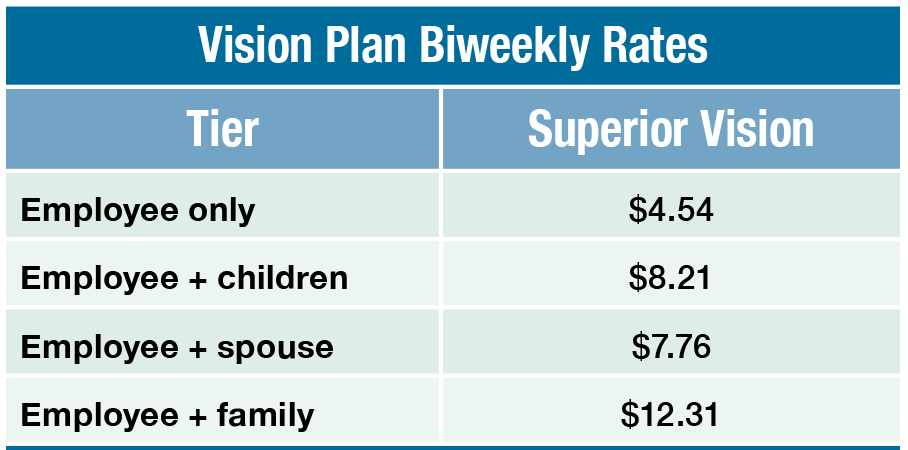 Vision Plan Biweekly Rates
Tier Superior Vision
Employee only $4.54
Employee + children $8.21
Employee + spouse $7.76
Employee + family $12.31